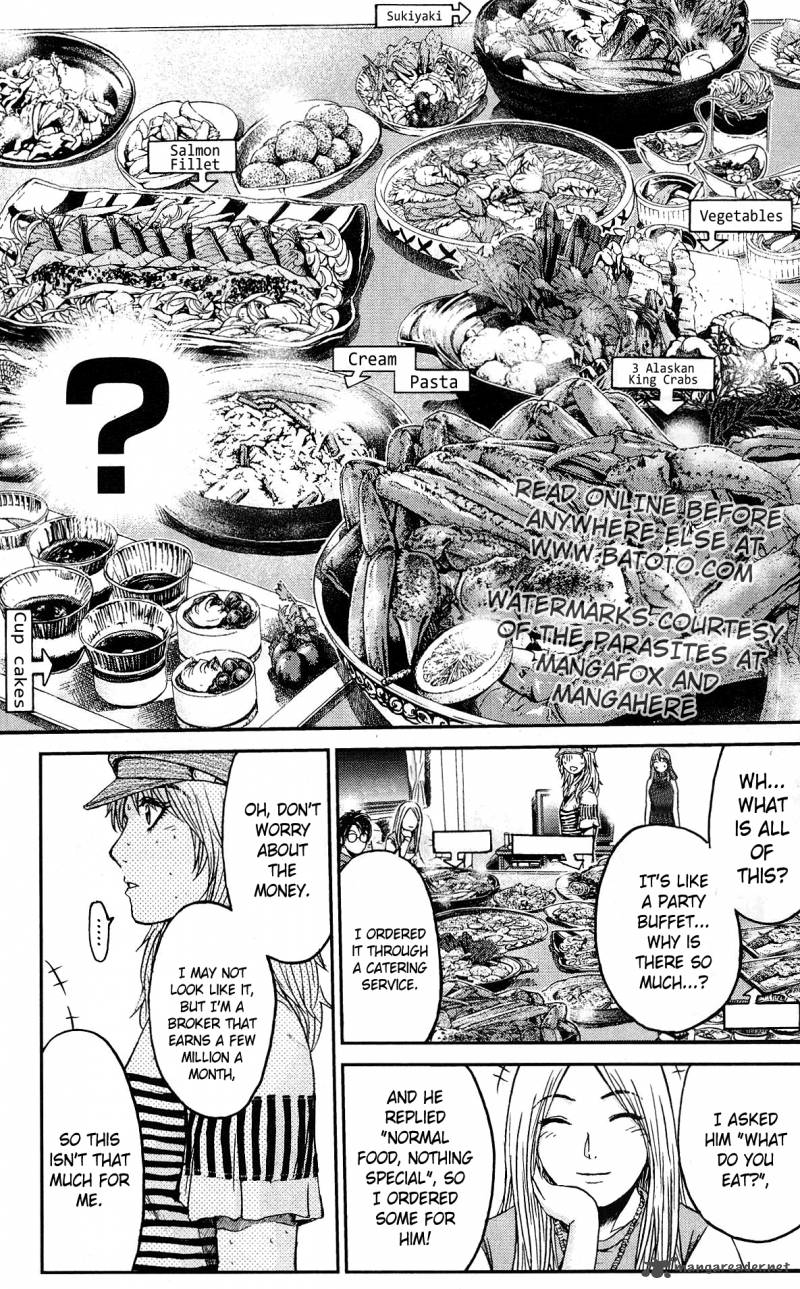 Sukiyaki
Salmon
Fillet
Vegetables
Cream
Pasta
3 Alaskan
King Crabs
?
Cup cakes
READ ONLINE BEFORE
ANYWHERE ELSE AT
WWW.BATOTO.COM
WATERMARKS COURTESY
OF THE PARASITES AT
MANGAFOX AND
MANGAHERE
WH...
WHAT
IS ALL
OF
THIS?
IT'S LIKE
A PARTY
BUFFET...
WHY IS
THERE SO
MUCH...?
I ORDERED
IT THROUGH
A CATERING
SERVICE.
OH, DON'T
WORRY
ABOUT
THE
MONEY.
I MAY NOT
LOOK LIKE IT,
BUT I'M A
BROKER THAT
EARNS A FEW
MILLION A
MONTH,
....
SO THIS
ISN'T THAT
MUCH FOR
ME.
I ASKED
HIM "WHAT
DO YOU
EAT?",
AND HE
REPLIED
"NORMAL
FOOD, NOTHING
SPECIAL", SO
I ORDERED
SOME FOR
HIM!
mangareader.net